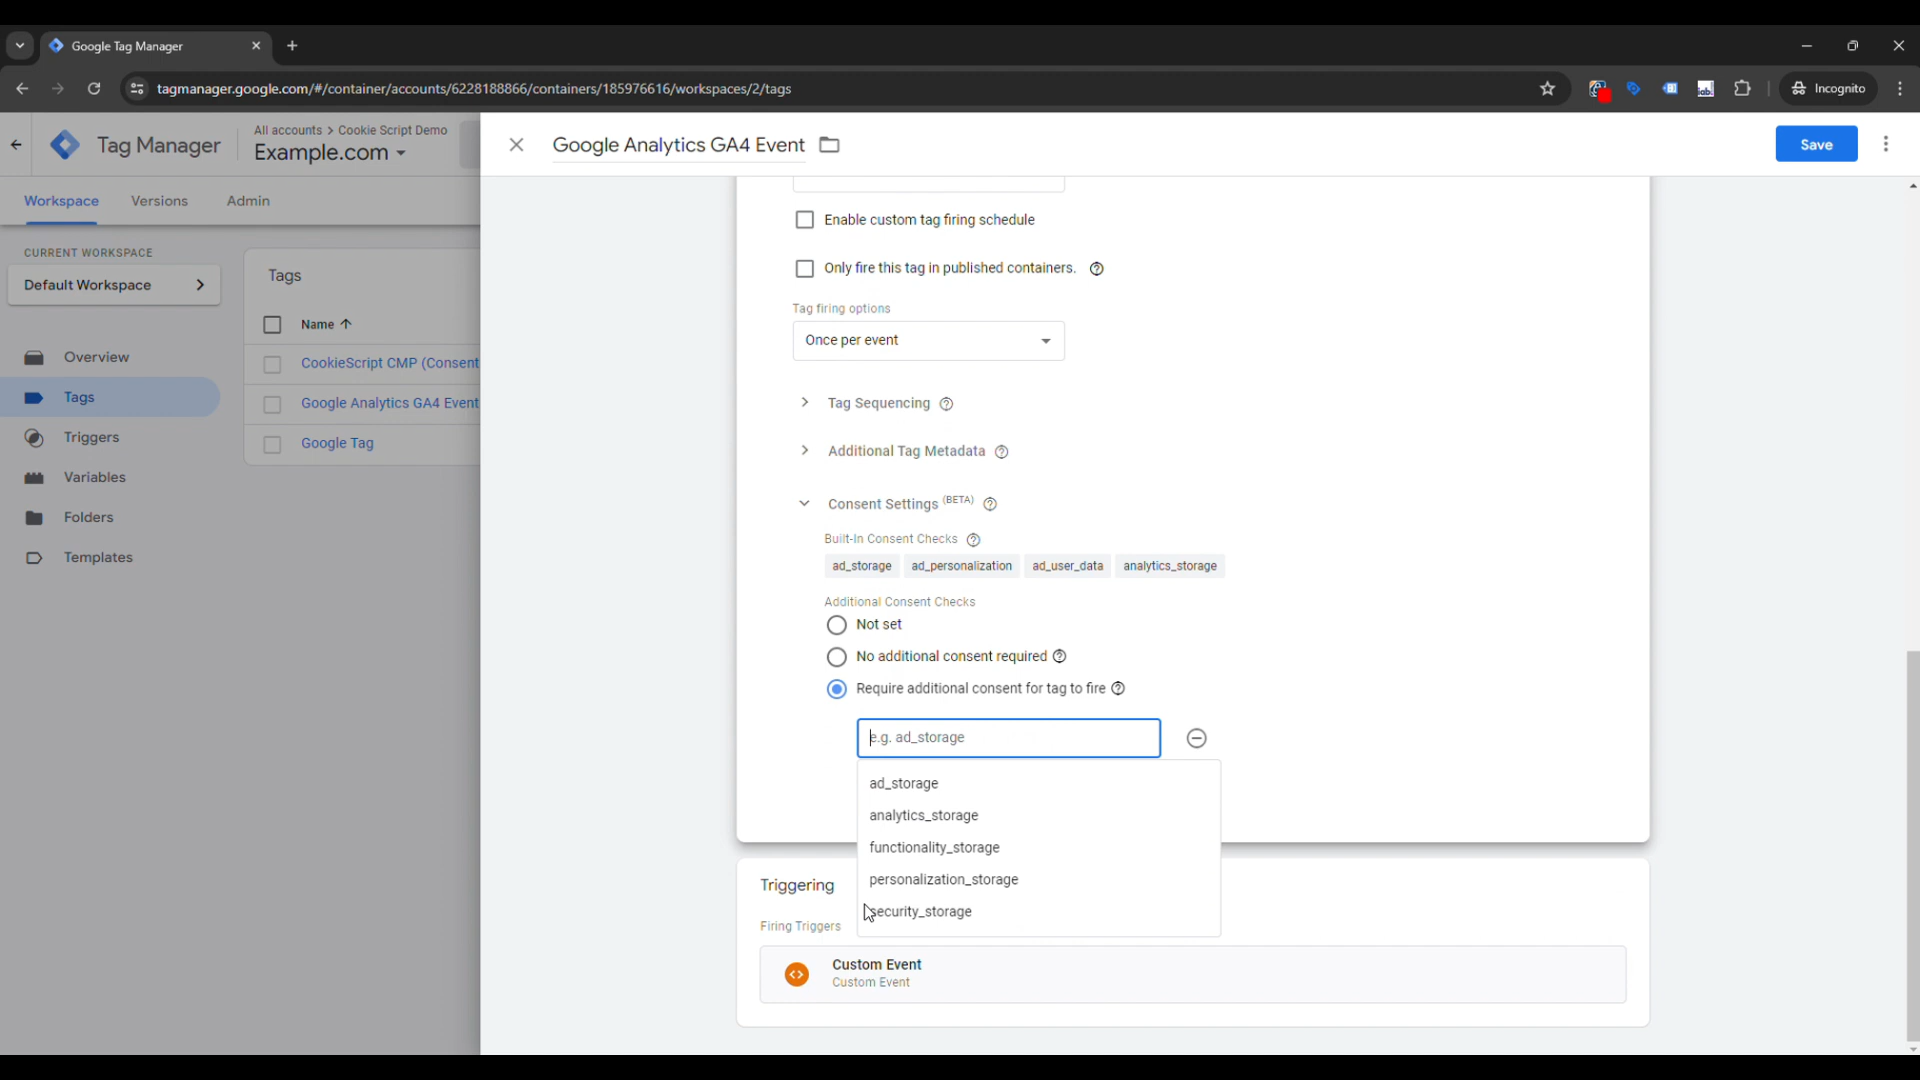 Google Tag Manager
tagmanager.google.com/#/container/accounts/6228188866/containers/185976616/workspaces/2/tags
Incognito
Tag Manager
All accounts > Cookie Script Demo
Example.com
Google Analytics GA4 Event
Save
Workspace
Versions
Admin
CURRENT WORKSPACE
Default Workspace
Overview
Tags
Triggers
Variables
Folders
Templates
Tags
Name
CookieScript CMP (Consent
Google Analytics GA4 Event
Google Tag
Enable custom tag firing schedule
Only fire this tag in published containers.
Tag firing options
Once per event
Tag Sequencing
Additional Tag Metadata
Consent Settings (BETA)
Built-In Consent Checks
ad_storage ad_personalization ad_user_data analytics_storage
Additional Consent Checks
Not set
No additional consent required
Require additional consent for tag to fire
e.g. ad_storage
ad_storage
analytics_storage
functionality_storage
personalization_storage
security_storage
Triggering
Firing Triggers
Custom Event
Custom Event